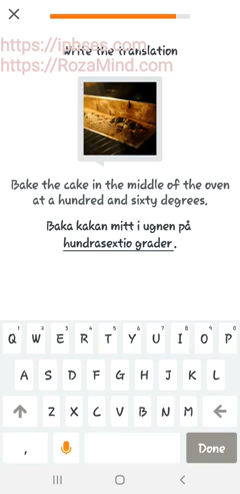 https://iphses.com
Write the translation
https://RozaMind.com
Bake the cake in the middle of the oven
at a hundred and sixty degrees.
Baka kakan mitt i ugnen på
hundrasextio grader.
Q W E R T Y U I O P
A S D F G H J K L
Z X C V B N M
, Done